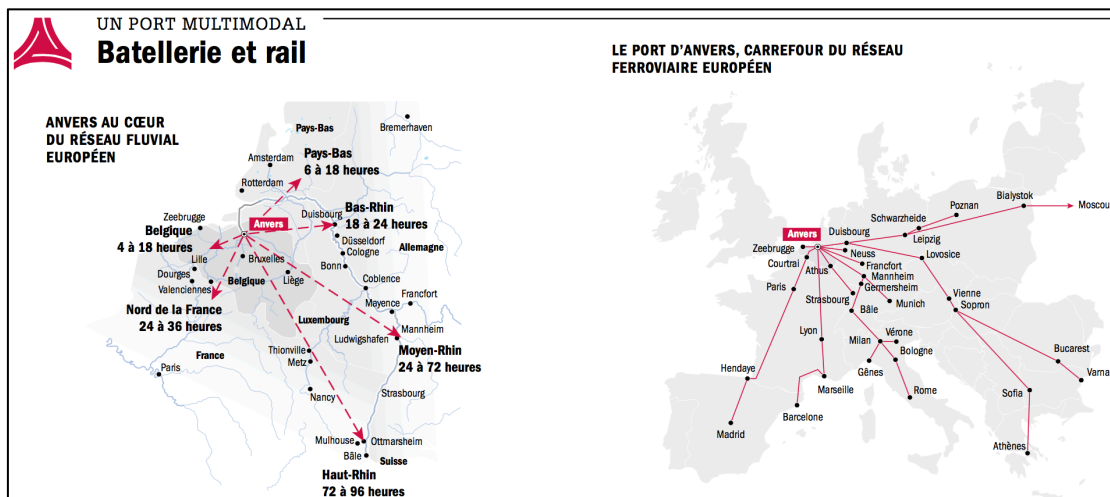 UN PORT MULTIMODAL
Batellerie et rail
ANVERS AU CŒUR
DU RÉSEAU FLUVIAL
EUROPÉEN
Pays-Bas
Bremerhaven
Amsterdam
Pays-Bas
6 à 18 heures
Rotterdam
Zeebrugge
Anvers
Duisbourg
Bas-Rhin
18 à 24 heures
Belgique
4 à 18 heures
Düsseldorf
Cologne
Allemagne
Lille
Bruxelles
Bonn
Dourges
Belgique
Liège
Coblence
Valenciennes
Mayence
Francfort
Nord de la France
24 à 36 heures
Luxembourg
Mannheim
Ludwigshafen
Moyen-Rhin
24 à 72 heures
France
Thionville
Metz
Paris
Nancy
Strasbourg
Mulhouse
Ottmarsheim
Bâle
Suisse
Haut-Rhin
72 à 96 heures
LE PORT D'ANVERS, CARREFOUR DU RÉSEAU
FERROVIAIRE EUROPÉEN
Bialystok
Poznan
Moscou
Schwarzheide
Anvers
Duisbourg
Leipzig
Zeebrugge
Neuss
Lovosice
Courtrai
Athus
Francfort
Mannheim
Germersheim
Paris
Strasbourg
Munich
Vienne
Sopron
Bâle
Lyon
Milan
Vérone
Bologne
Bucarest
Hendaye
Gênes
Varna
Marseille
Rome
Sofia
Barcelone
Madrid
Athènes